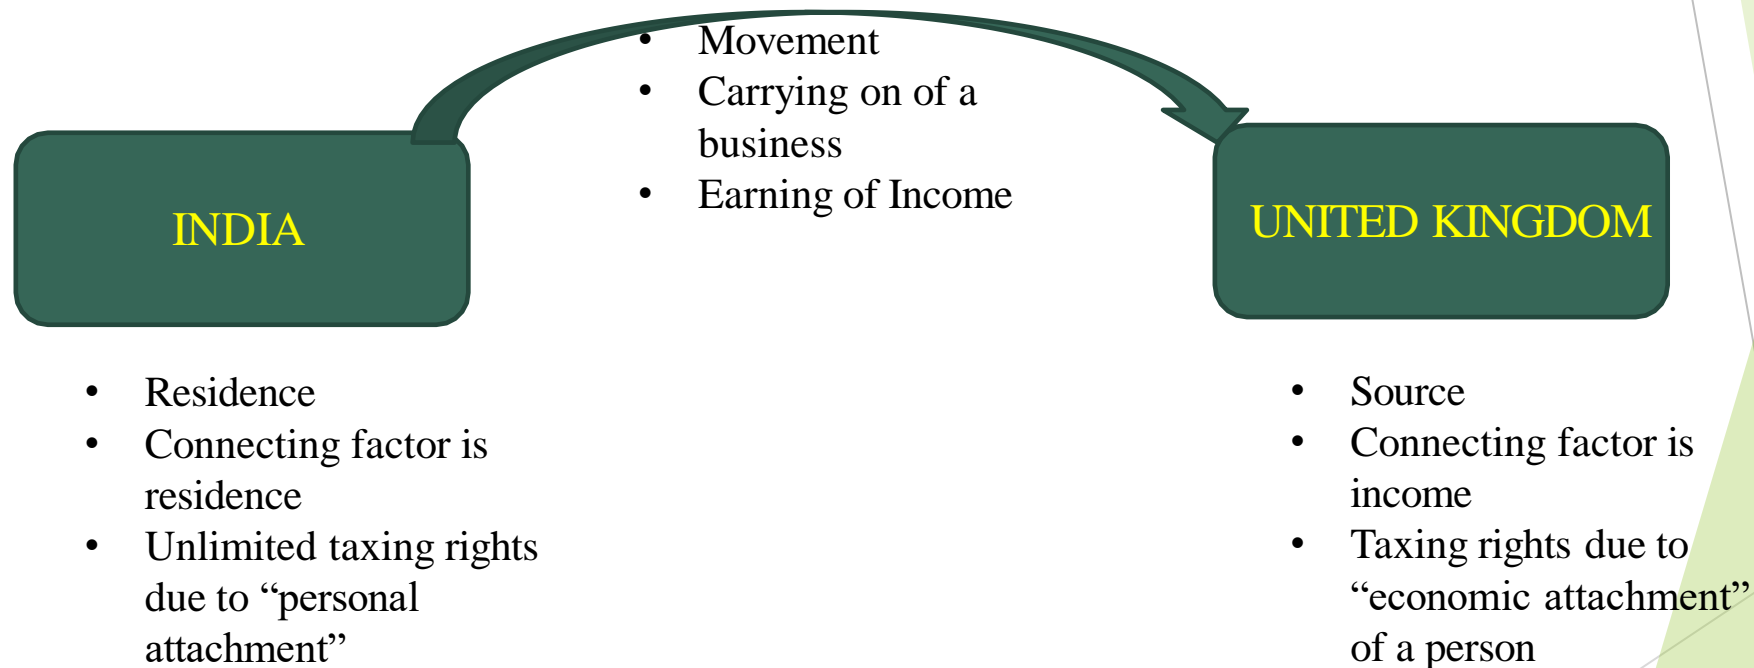 • Movement
• Carrying on of a
business
• Earning of Income
INDIA
UNITED KINGDOM
• Residence
• Connecting factor is
residence
• Unlimited taxing rights
due to “personal
attachment”
• Source
• Connecting factor is
income
• Taxing rights due to
“economic attachment”
of a person